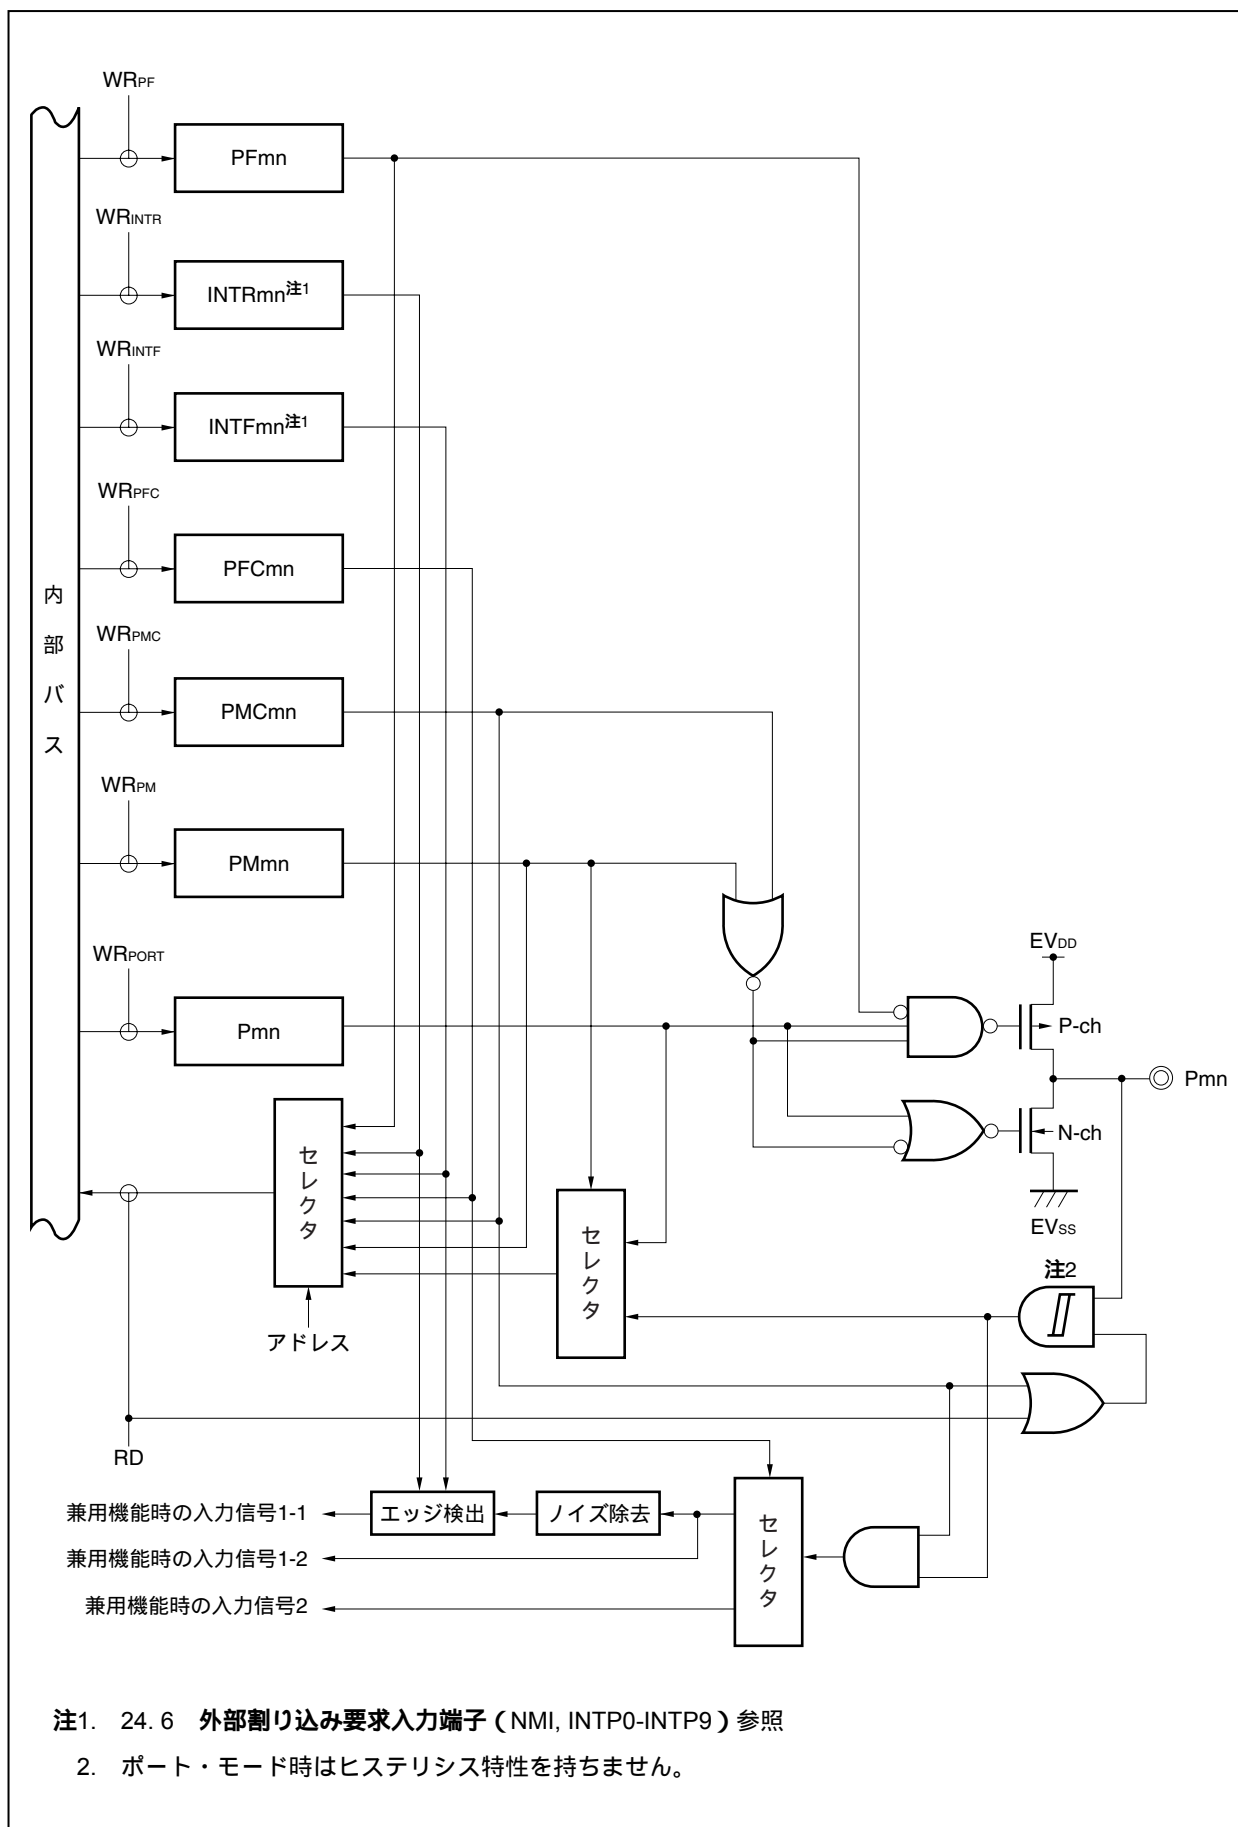 WRPF
PFmn
WRINTR
INTRmn注1
WRINTF
INTFmn注1
WRPFC
PFCmn
内部バス
WRPMC
PMCmn
WRPM
PMmn
WRPORT
Pmn
EVDD
P-ch
Pmn
N-ch
EVSS
セレクタ
セレクタ
注2
アドレス
RD
兼用機能時の入力信号1-1
エッジ検出
ノイズ除去
セレクタ
兼用機能時の入力信号1-2
兼用機能時の入力信号2
注1. 24. 6 外部割り込み要求入力端子（NMI, INTP0-INTP9）参照
2. ポート・モード時はヒステリシス特性を持ちません。